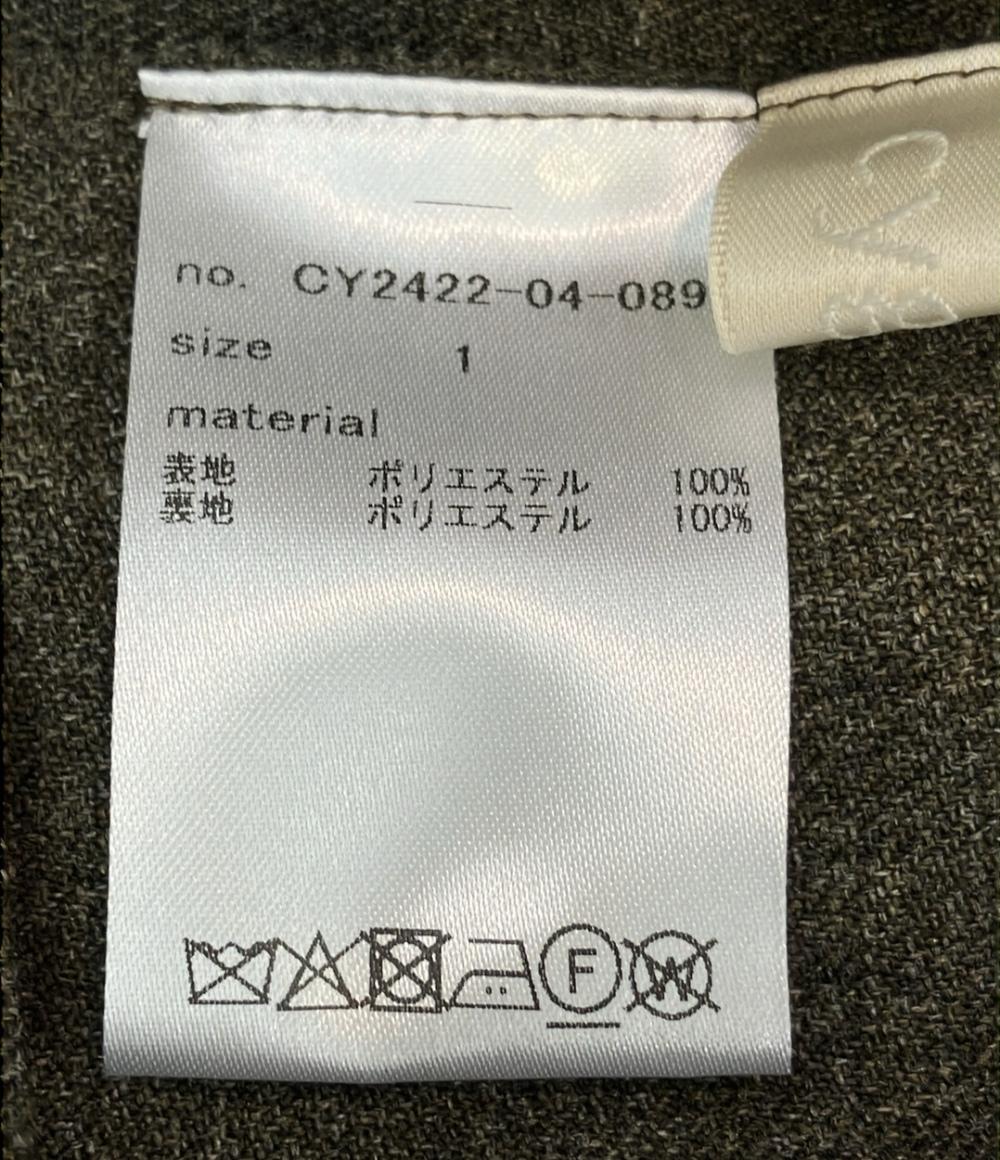 no. CY2422-04-089
size 1
material
表地 ポリエステル 100%
裏地 ポリエステル 100%
F W